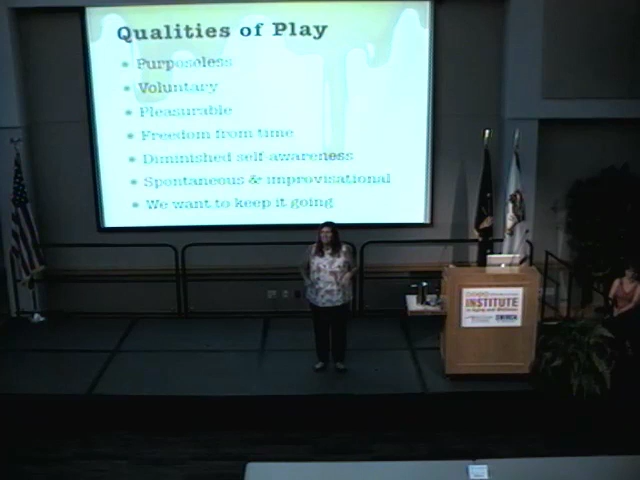 Qualities of Play
Purposeless
Voluntary
Pleasurable
Freedom from time
Diminished self awareness
Spontaneous & improvisational
We want to keep it going
INSTITUTE